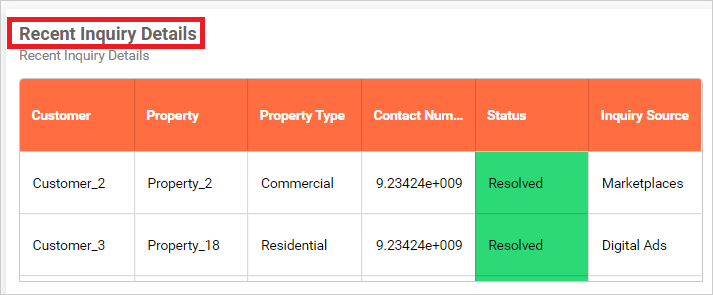 Recent Inquiry Details
Recent Inquiry Details
Customer Property Property Type Contact Num... Status Inquiry Source
Customer_2 Property_2 Commercial 9.23424e+009 Resolved Marketplaces
Customer_3 Property_18 Residential 9.23424e+009 Resolved Digital Ads